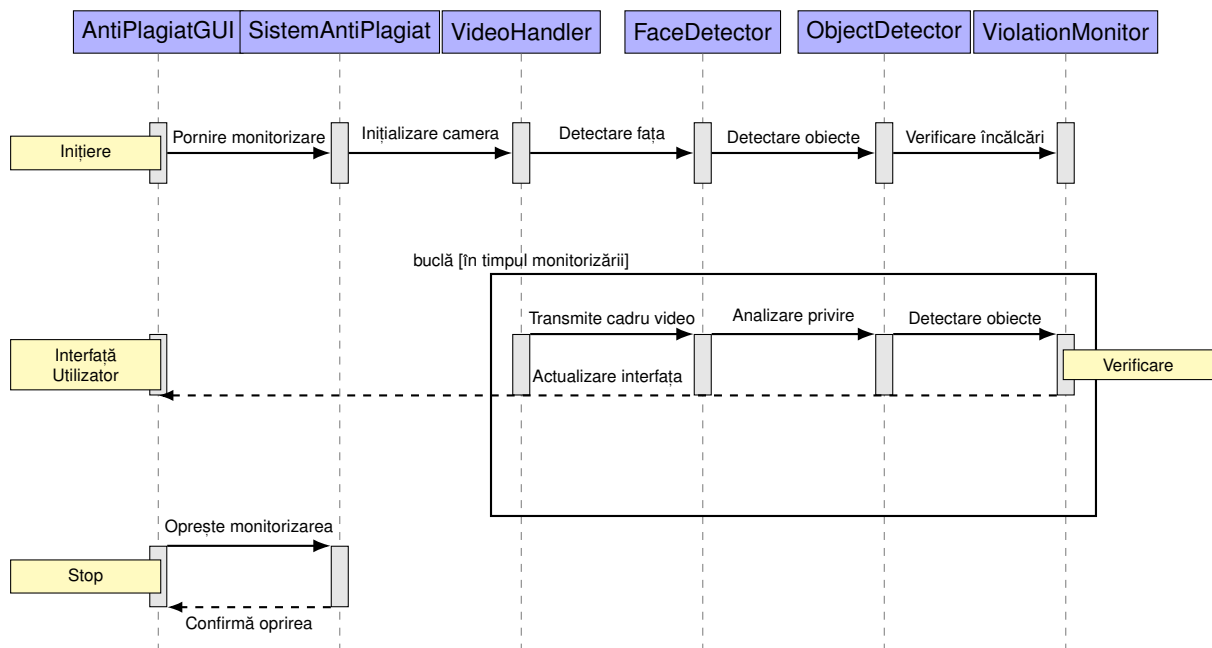 AntiPlagiatGUI
SistemAntiPlagiat
VideoHandler
FaceDetector
ObjectDetector
ViolationMonitor
Inițiere
Pornire monitorizare
Inițializare camera
Detectare fața
Detectare obiecte
Verificare încălcări
buclă [în timpul monitorizării]
Interfață
Utilizator
Transmite cadru video
Analizare privire
Detectare obiecte
Verificare
Actualizare interfața
Oprește monitorizarea
Stop
Confirmă oprirea